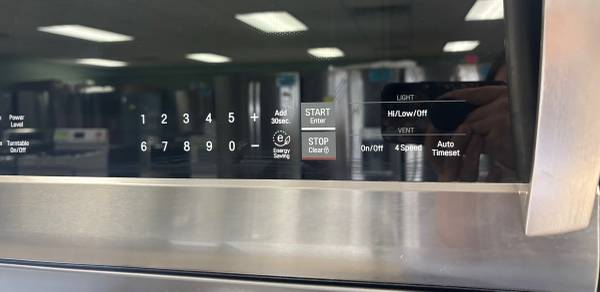 Power
Level
Turntable
On/Off
1 2 3 4 5 +
6 7 8 9 0 −
Add
30sec.
e
Energy
Saving
START
Enter
STOP
Clear
LIGHT
Hi/Low/Off
VENT
On/Off
4 Speed
Auto
Timeset